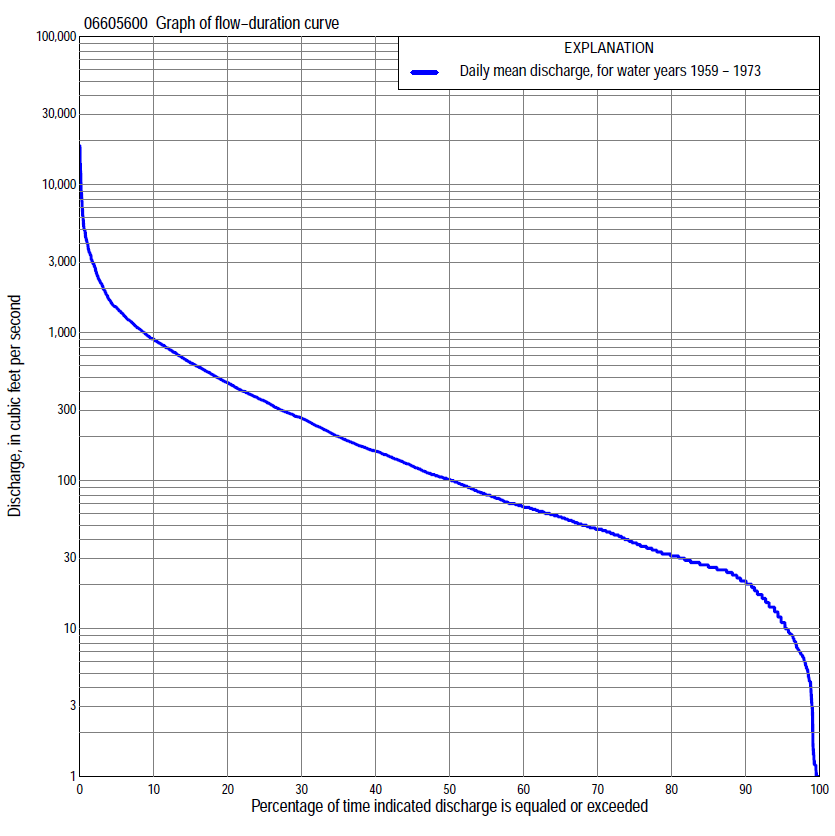 06605600 Graph of flow−duration curve
EXPLANATION
Daily mean discharge, for water years 1959 − 1973
100,000
30,000
10,000
3,000
1,000
300
100
30
10
3
1
Discharge, in cubic feet per second
0 10 20 30 40 50 60 70 80 90 100
Percentage of time indicated discharge is equaled or exceeded